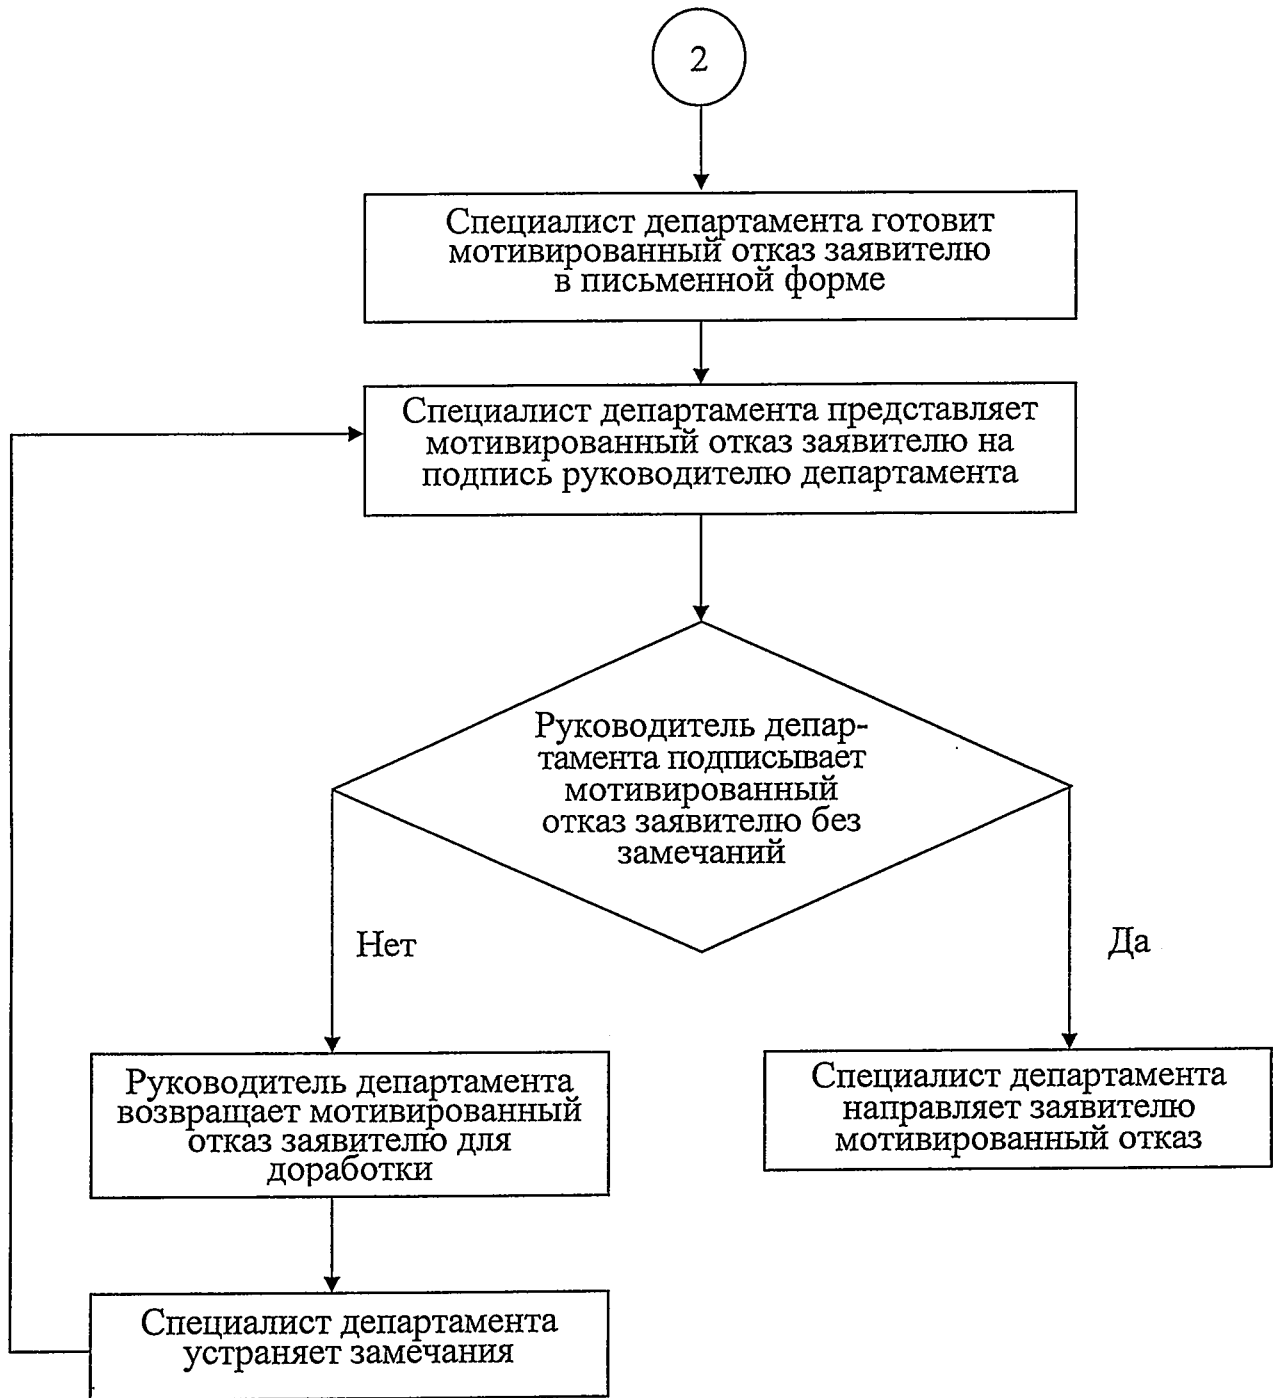 2
Специалист департамента готовит
мотивированный отказ заявителю
в письменной форме
Специалист департамента представляет
мотивированный отказ заявителю на
подпись руководителю департамента
Руководитель депар-
тамента подписывает
мотивированный
отказ заявителю без
замечаний
Нет
Да
Руководитель департамента
возвращает мотивированный
отказ заявителю для
доработки
Специалист департамента
направляет заявителю
мотивированный отказ
Специалист департамента
устраняет замечания